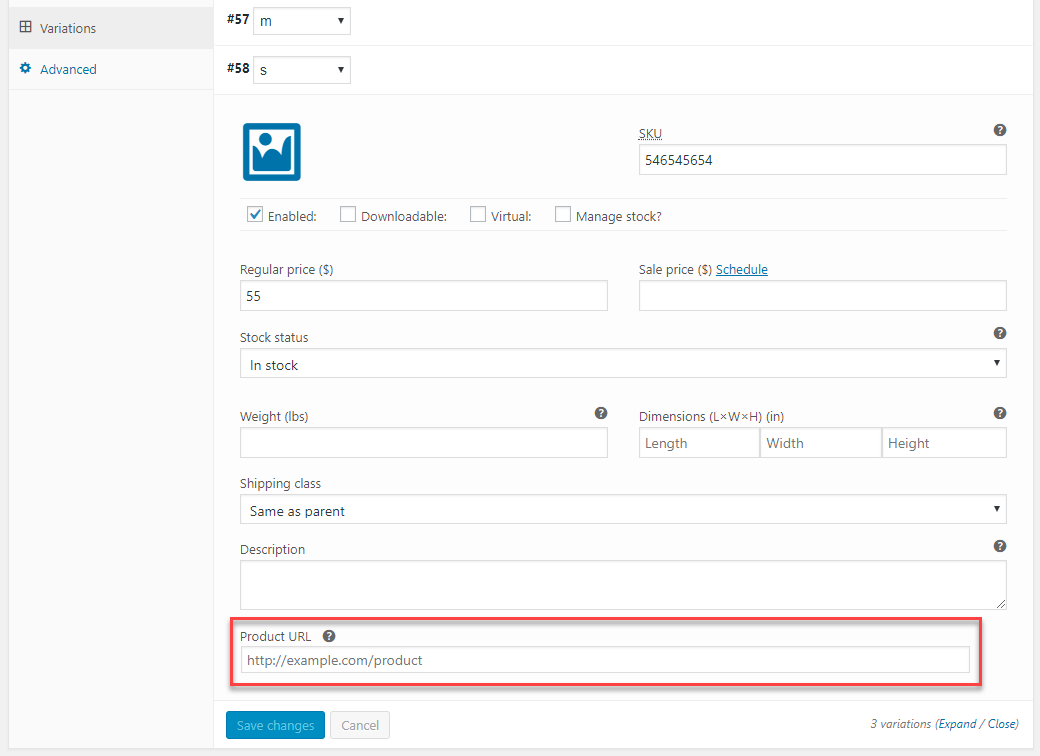 Variations
Advanced
#57 m
#58 s
SKU
546545654
Enabled: Downloadable: Virtual: Manage stock?
Regular price ($) Sale price ($) Schedule
55
Stock status
In stock
Weight (lbs) Dimensions (L×W×H) (in)
Length Width Height
Shipping class
Same as parent
Description
Product URL
http://example.com/product
Save changes Cancel 3 variations (Expand / Close)